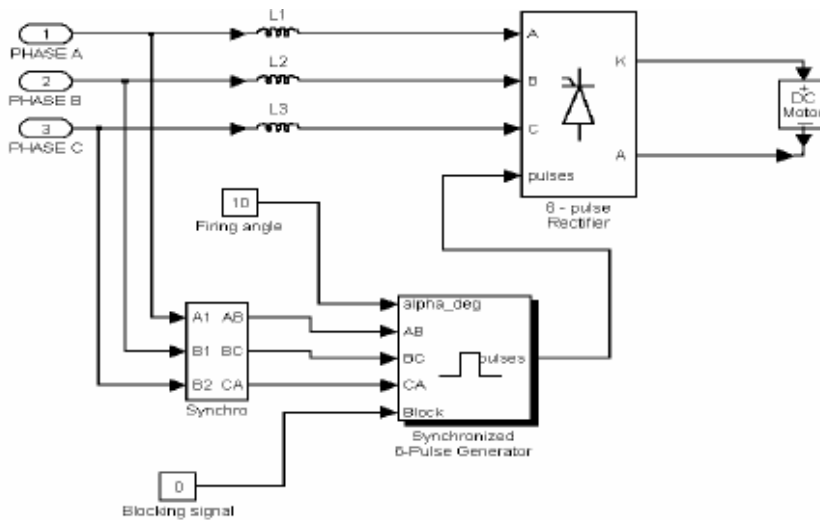 1
PHASE A
2
PHASE B
3
PHASE C
L1
L2
L3
A
B
C
pulses
K
A
6 - pulse
Rectifier
+
DC
Motor
10
Firing angle
A1 AB
B1 BC
B2 CA
Synchro
alpha_deg
AB
BC
CA
Block
pulses
Synchronized
6-Pulse Generator
0
Blocking signal